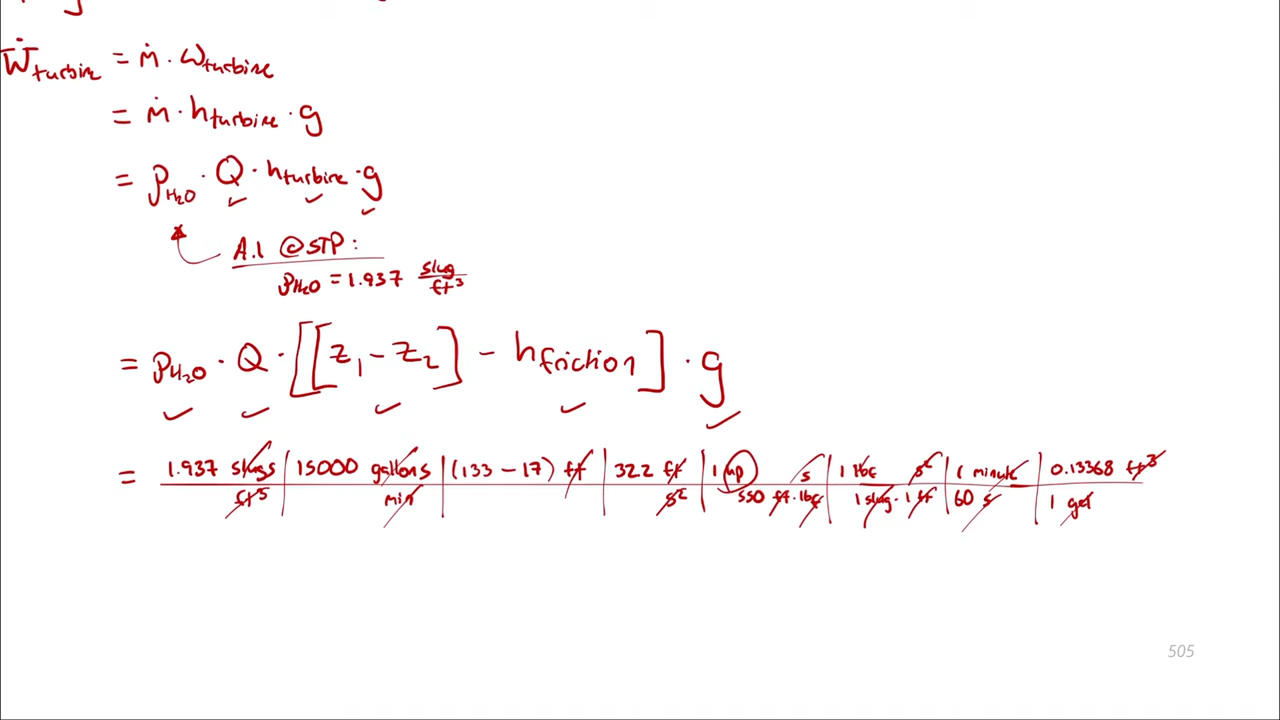 Ẇturbine = ṁ · ωturbine
= ṁ · hturbine · g
= ρH₂O · Q · hturbine · g
A.1 @STP:
ρH₂O = 1.937 slug/ft³
= ρH₂O · Q · [[z₁ − z₂] − hfriction] · g
= 1.937 slugs/ft³ | 15000 gallons/min | (133 − 17) ft | 32.2 ft/s² | 1 hp s/550 ft·lbf | 1 lbf s²/1 slug · 1 ft | 1 minute/60 s | 0.13368 ft³/1 gal
505